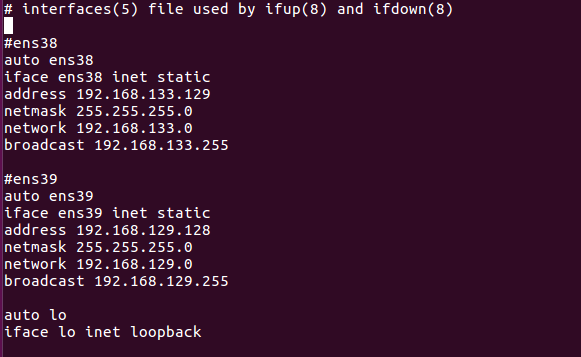 # interfaces(5) file used by ifup(8) and ifdown(8)
#ens38
auto ens38
iface ens38 inet static
address 192.168.133.129
netmask 255.255.255.0
network 192.168.133.0
broadcast 192.168.133.255
#ens39
auto ens39
iface ens39 inet static
address 192.168.129.128
netmask 255.255.255.0
network 192.168.129.0
broadcast 192.168.129.255
auto lo
iface lo inet loopback